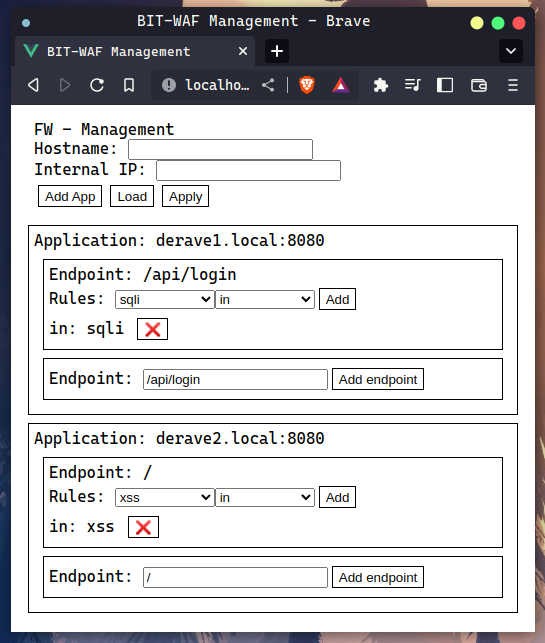 BIT-WAF Management - Brave
BIT-WAF Management
localho...
FW - Management
Hostname:
Internal IP:
Add App Load Apply
Application: derave1.local:8080
Endpoint: /api/login
Rules: sqli in Add
in: sqli
Endpoint: /api/login Add endpoint
Application: derave2.local:8080
Endpoint: /
Rules: xss in Add
in: xss
Endpoint: / Add endpoint